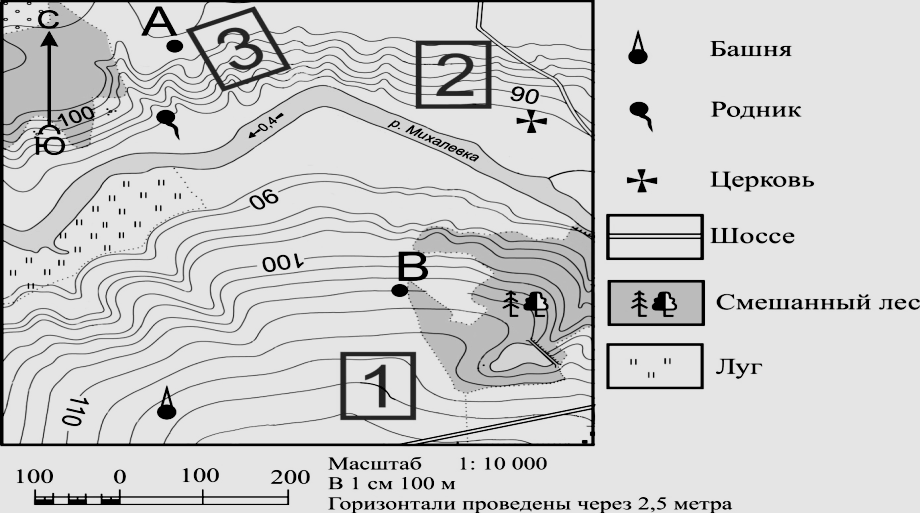 С
А
3
2
Башня
90
100
Родник
0,4
р. Михалевка
Ю
Церковь
90
Шоссе
100
В
Смешанный лес
1
Луг
110
100 0 100 200
Масштаб 1: 10 000
В 1 см 100 м
Горизонтали проведены через 2,5 метра